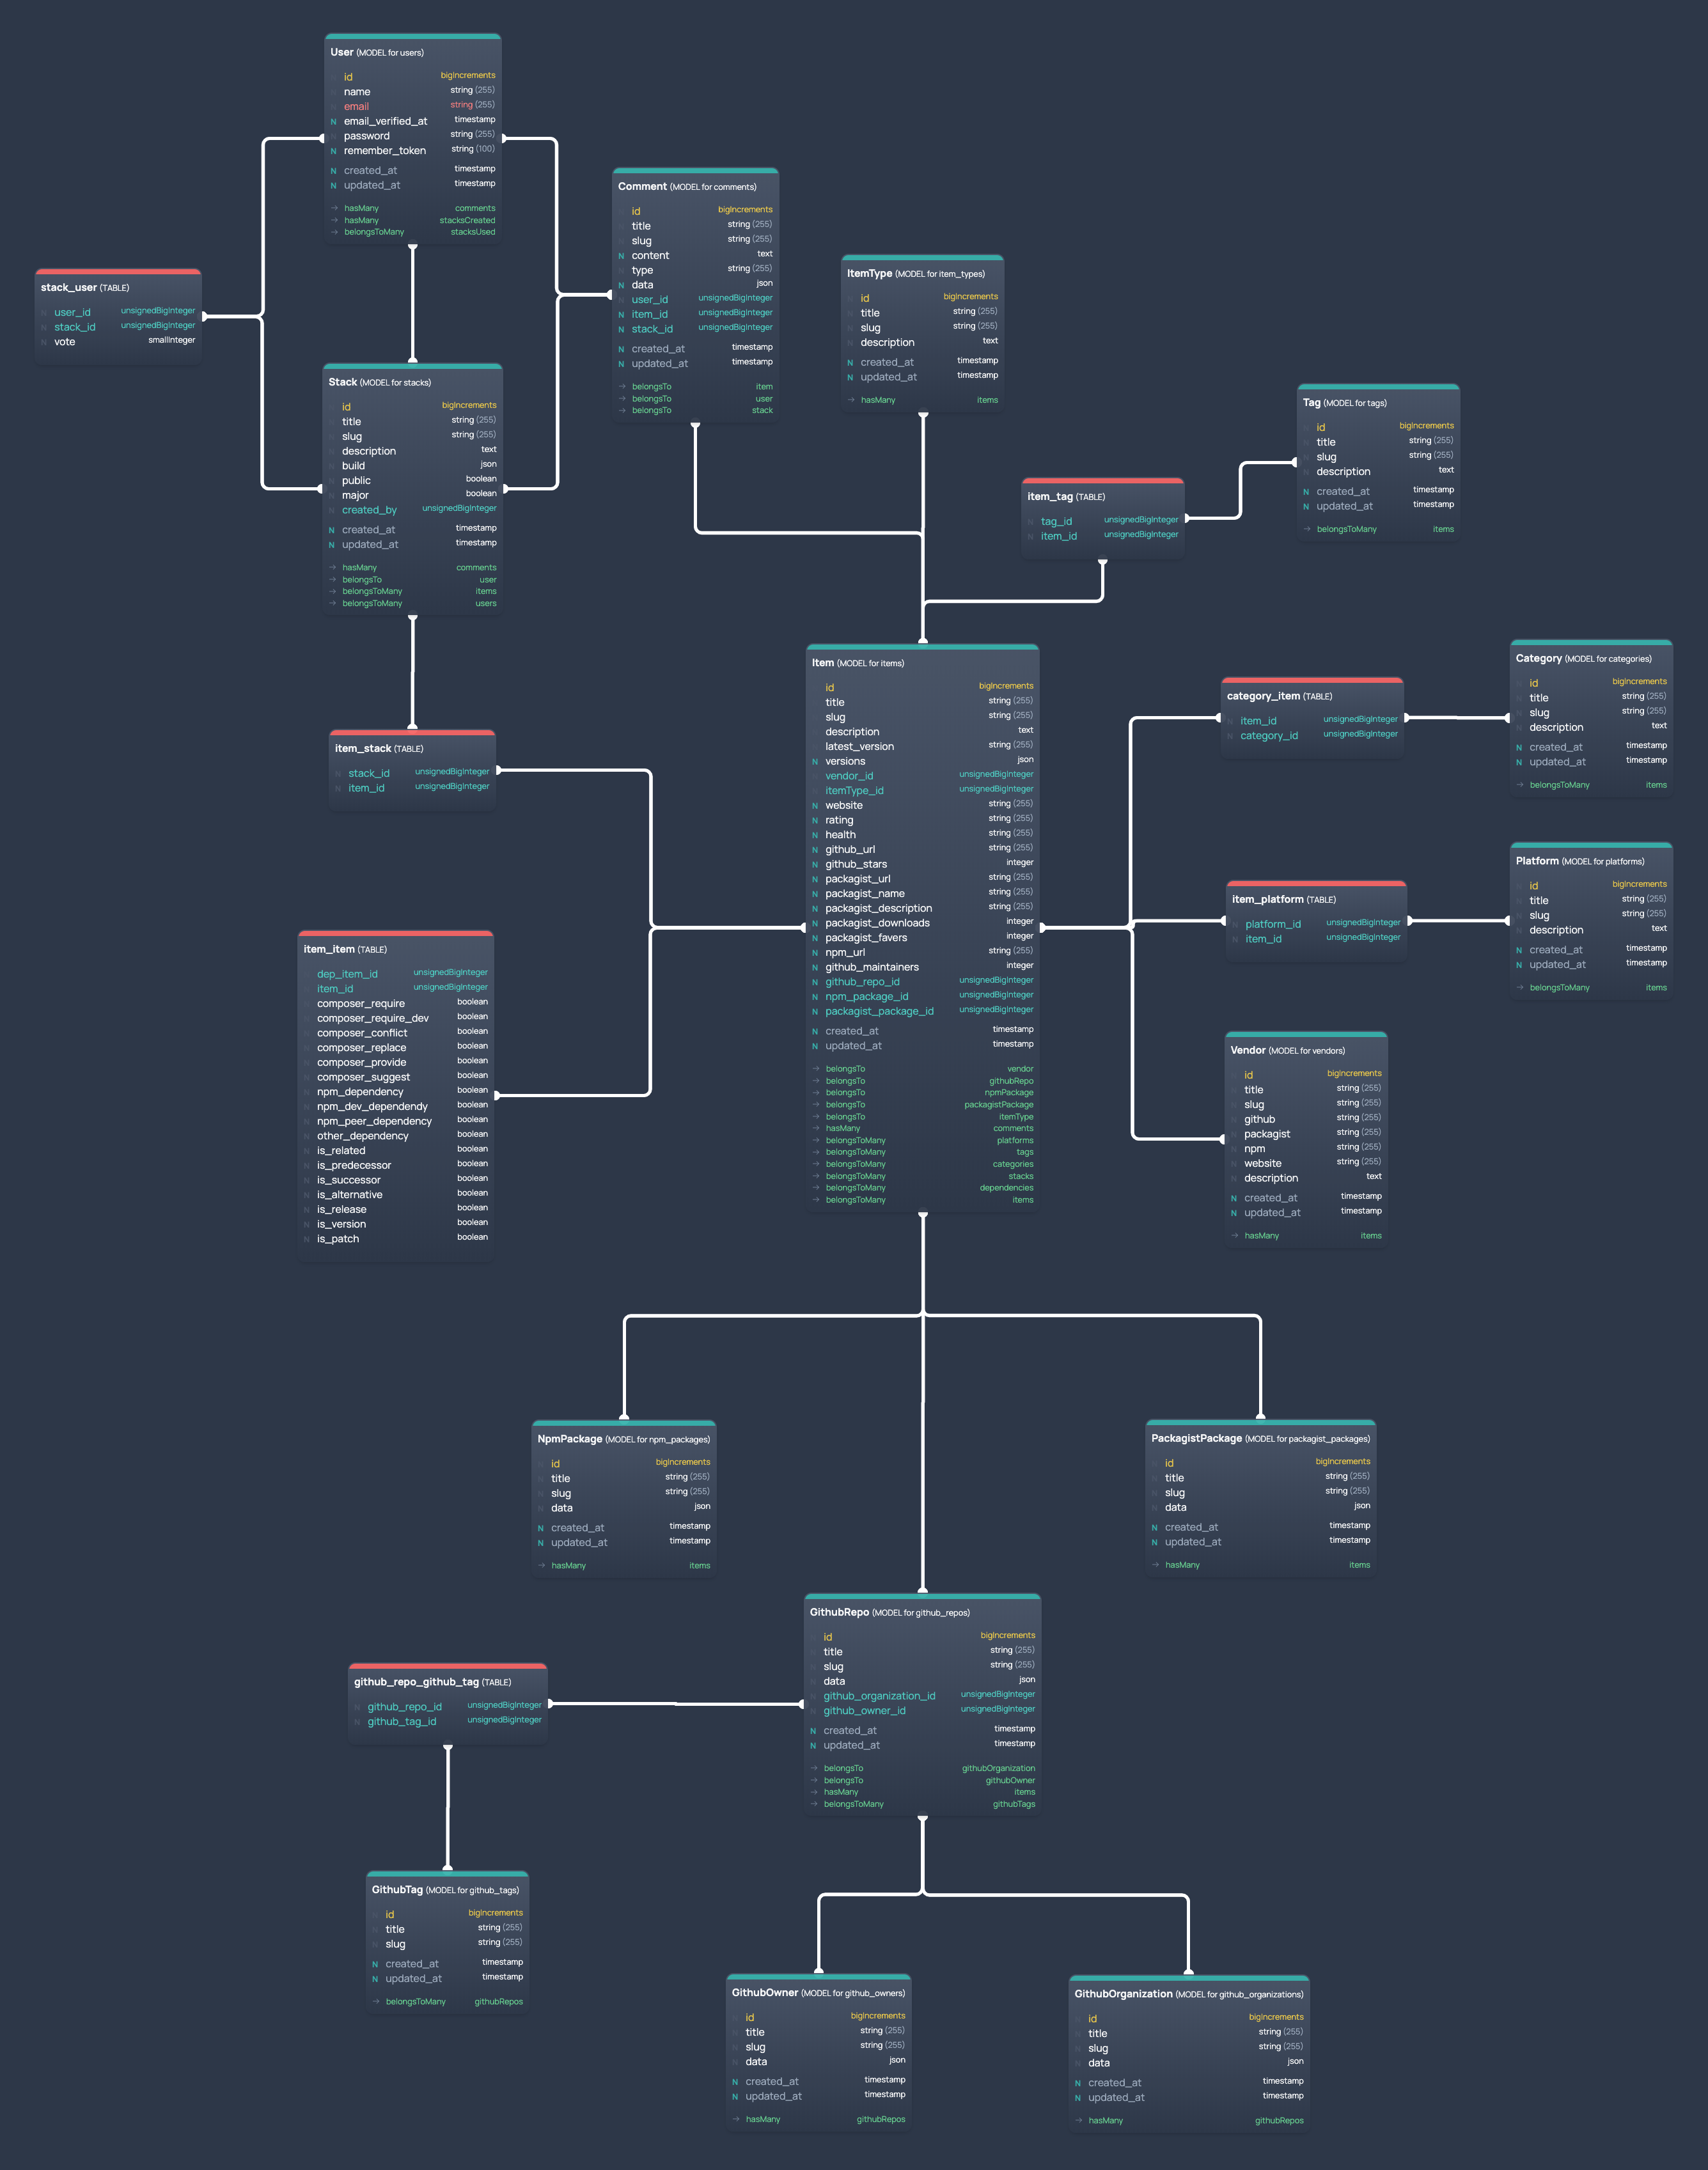 User (MODEL for users)
id bigIncrements
name string (255)
email string (255)
N email_verified_at timestamp
password string (255)
N remember_token string (100)
N created_at timestamp
N updated_at timestamp
→ hasMany comments
→ hasMany stacksCreated
→ belongsToMany stacksUsed
Comment (MODEL for comments)
id bigIncrements
title string (255)
slug string (255)
N content text
type string (255)
N data json
user_id unsignedBigInteger
N item_id unsignedBigInteger
N stack_id unsignedBigInteger
N created_at timestamp
N updated_at timestamp
→ belongsTo item
→ belongsTo user
→ belongsTo stack
ItemType (MODEL for item_types)
id bigIncrements
title string (255)
slug string (255)
description text
N created_at timestamp
N updated_at timestamp
→ hasMany items
stack_user (TABLE)
N user_id unsignedBigInteger
N stack_id unsignedBigInteger
N vote smallInteger
Stack (MODEL for stacks)
id bigIncrements
title string (255)
slug string (255)
description text
build json
public boolean
major boolean
created_by unsignedBigInteger
N created_at timestamp
N updated_at timestamp
→ hasMany comments
→ belongsTo user
→ belongsToMany items
→ belongsToMany users
Tag (MODEL for tags)
id bigIncrements
title string (255)
slug string (255)
description text
N created_at timestamp
N updated_at timestamp
→ belongsToMany items
item_tag (TABLE)
N tag_id unsignedBigInteger
N item_id unsignedBigInteger
Item (MODEL for items)
id bigIncrements
title string (255)
slug string (255)
description text
latest_version string (255)
N versions json
vendor_id unsignedBigInteger
itemType_id unsignedBigInteger
N website string (255)
N rating string (255)
N health string (255)
N github_url string (255)
N github_stars integer
N packagist_url string (255)
N packagist_name string (255)
N packagist_description string (255)
N packagist_downloads integer
N packagist_favers integer
N npm_url string (255)
N github_maintainers integer
N github_repo_id unsignedBigInteger
N npm_package_id unsignedBigInteger
N packagist_package_id unsignedBigInteger
N created_at timestamp
N updated_at timestamp
→ belongsTo vendor
→ belongsTo githubRepo
→ belongsTo npmPackage
→ belongsTo packagistPackage
→ belongsTo itemType
→ hasMany comments
→ belongsToMany platforms
→ belongsToMany tags
→ belongsToMany categories
→ belongsToMany stacks
→ belongsToMany dependencies
→ belongsToMany items
category_item (TABLE)
N item_id unsignedBigInteger
N category_id unsignedBigInteger
Category (MODEL for categories)
id bigIncrements
title string (255)
slug string (255)
description text
N created_at timestamp
N updated_at timestamp
→ belongsToMany items
item_stack (TABLE)
N stack_id unsignedBigInteger
N item_id unsignedBigInteger
item_platform (TABLE)
N platform_id unsignedBigInteger
N item_id unsignedBigInteger
Platform (MODEL for platforms)
id bigIncrements
title string (255)
slug string (255)
description text
N created_at timestamp
N updated_at timestamp
→ belongsToMany items
item_item (TABLE)
dep_item_id unsignedBigInteger
item_id unsignedBigInteger
composer_require boolean
composer_require_dev boolean
composer_conflict boolean
composer_replace boolean
composer_provide boolean
composer_suggest boolean
npm_dependency boolean
npm_dev_dependendy boolean
npm_peer_dependency boolean
other_dependency boolean
is_related boolean
is_predecessor boolean
is_successor boolean
is_alternative boolean
is_release boolean
is_version boolean
is_patch boolean
Vendor (MODEL for vendors)
id bigIncrements
title string (255)
slug string (255)
github string (255)
packagist string (255)
npm string (255)
website string (255)
description text
N created_at timestamp
N updated_at timestamp
→ hasMany items
NpmPackage (MODEL for npm_packages)
id bigIncrements
title string (255)
slug string (255)
data json
N created_at timestamp
N updated_at timestamp
→ hasMany items
PackagistPackage (MODEL for packagist_packages)
id bigIncrements
title string (255)
slug string (255)
data json
N created_at timestamp
N updated_at timestamp
→ hasMany items
GithubRepo (MODEL for github_repos)
id bigIncrements
title string (255)
slug string (255)
data json
github_organization_id unsignedBigInteger
github_owner_id unsignedBigInteger
N created_at timestamp
N updated_at timestamp
→ belongsTo githubOrganization
→ belongsTo githubOwner
→ hasMany items
→ belongsToMany githubTags
github_repo_github_tag (TABLE)
N github_repo_id unsignedBigInteger
N github_tag_id unsignedBigInteger
GithubTag (MODEL for github_tags)
id bigIncrements
title string (255)
slug string (255)
N created_at timestamp
N updated_at timestamp
→ belongsToMany githubRepos
GithubOwner (MODEL for github_owners)
id bigIncrements
title string (255)
slug string (255)
data json
N created_at timestamp
N updated_at timestamp
→ hasMany githubRepos
GithubOrganization (MODEL for github_organizations)
id bigIncrements
title string (255)
slug string (255)
data json
N created_at timestamp
N updated_at timestamp
→ hasMany githubRepos